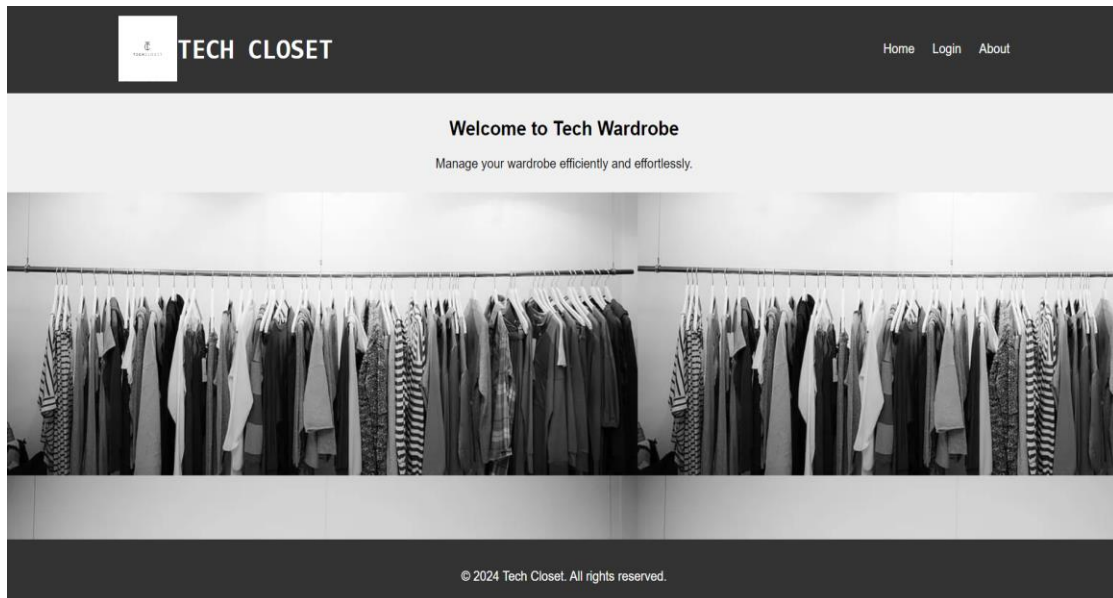 TECH CLOSET
Home Login About
Welcome to Tech Wardrobe
Manage your wardrobe efficiently and effortlessly.
© 2024 Tech Closet. All rights reserved.